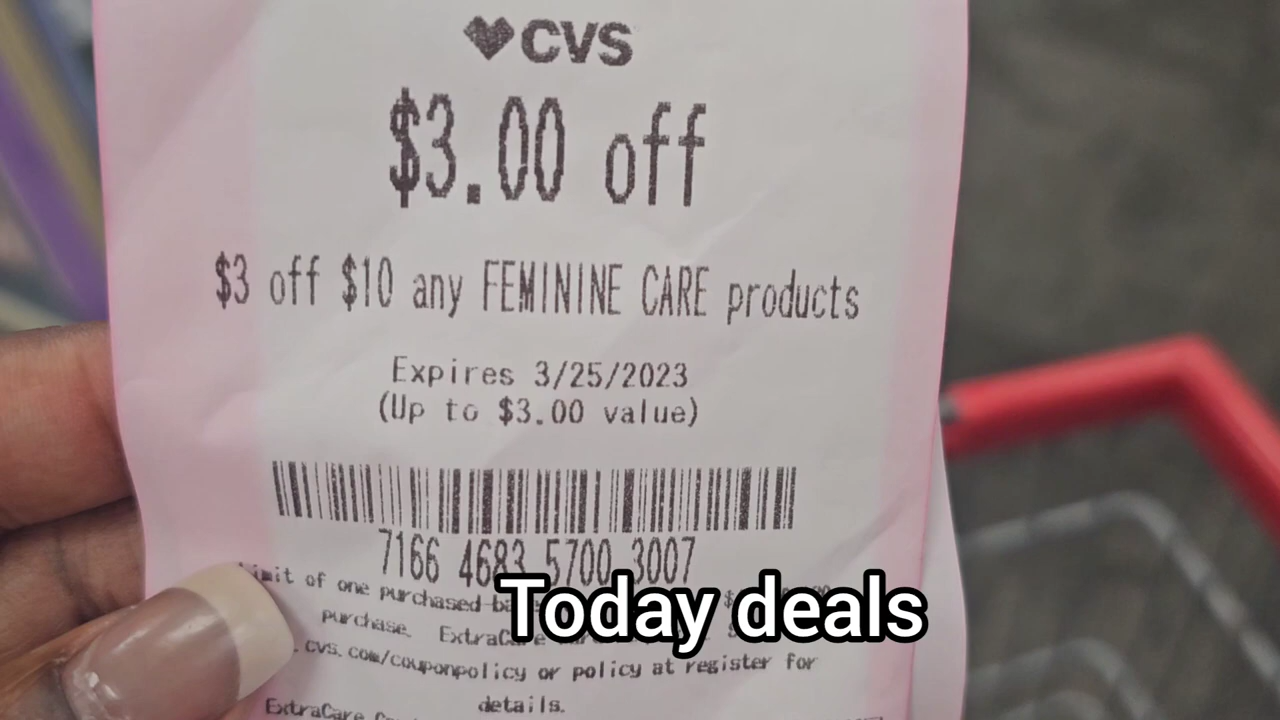 CVS
$3.00 off
$3 off $10 any FEMININE CARE products
Expires 3/25/2023
(Up to $3.00 value)
7166 4683 5700 3007
of one purchased
Today deals
purchase.
.cvs.com/couponpolicy or policy at register for
details.
ExtraCare